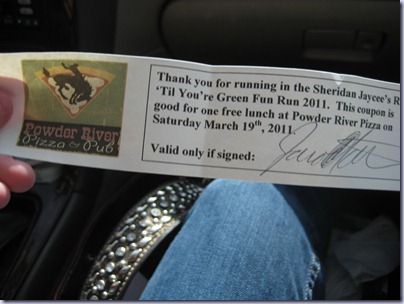 Powder River
Pizza & Pub
Thank you for running in the Sheridan Jaycee's R
'Til You're Green Fun Run 2011. This coupon is
good for one free lunch at Powder River Pizza on
Saturday March 19th, 2011.
Valid only if signed: